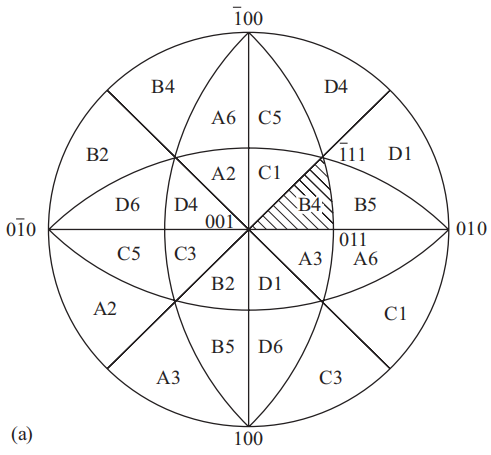 1̅00
B4 D4
A6 C5
B2 1̅11 D1
A2 C1
D6 D4 B4 B5
001
01̅0 010
011
C5 C3 A3 A6
B2 D1
A2 C1
B5 D6
A3 C3
(a) 100